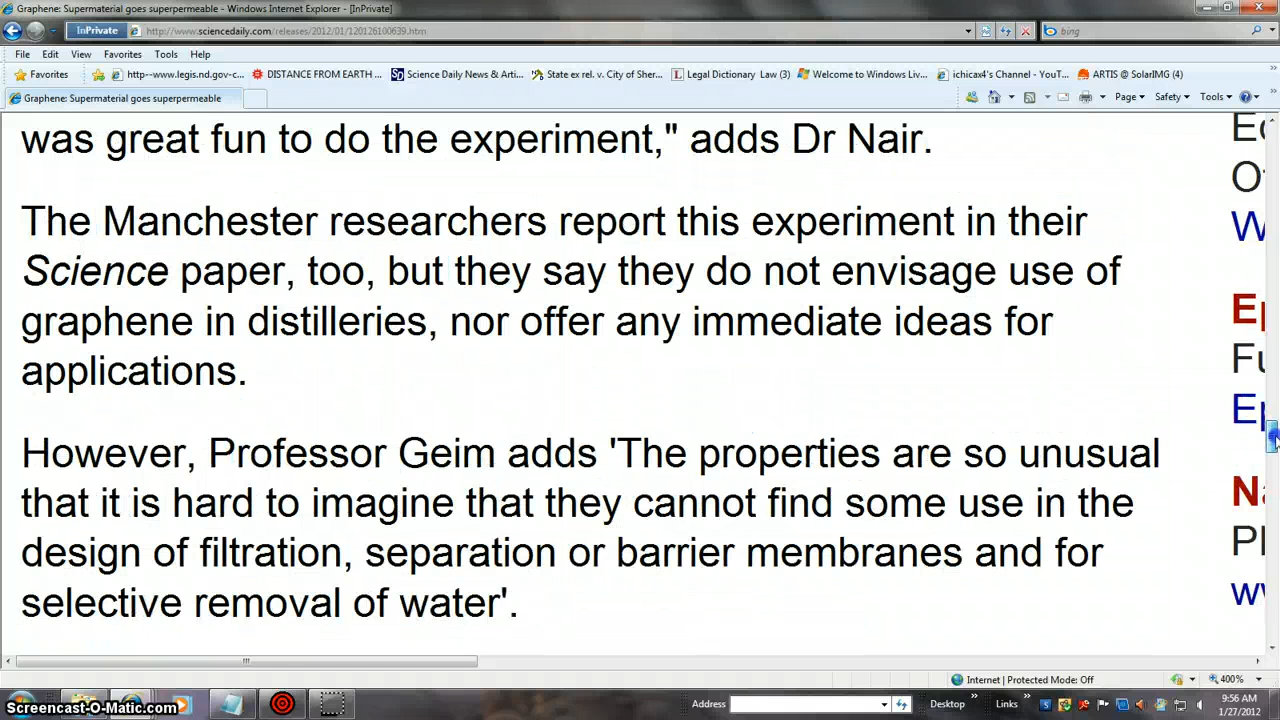 Graphene: Supermaterial goes superpermeable - Windows Internet Explorer - [InPrivate]
InPrivate http://www.sciencedaily.com/releases/2012/01/120126100639.htm bing
File Edit View Favorites Tools Help
Favorites http--www.legis.nd.gov-c... DISTANCE FROM EARTH ... Science Daily News & Arti... State ex rel. v. City of Sher... Legal Dictionary Law (3) Welcome to Windows Liv... ichicax4's Channel - YouT... ARTIS @ SolarIMG (4)
Graphene: Supermaterial goes superpermeable Page Safety Tools
was great fun to do the experiment," adds Dr Nair.
The Manchester researchers report this experiment in their
Science paper, too, but they say they do not envisage use of
graphene in distilleries, nor offer any immediate ideas for
applications.
However, Professor Geim adds 'The properties are so unusual
that it is hard to imagine that they cannot find some use in the
design of filtration, separation or barrier membranes and for
selective removal of water'.
Internet | Protected Mode: Off 400%
Address Desktop Links 9:56 AM
1/27/2012
Screencast-O-Matic.com